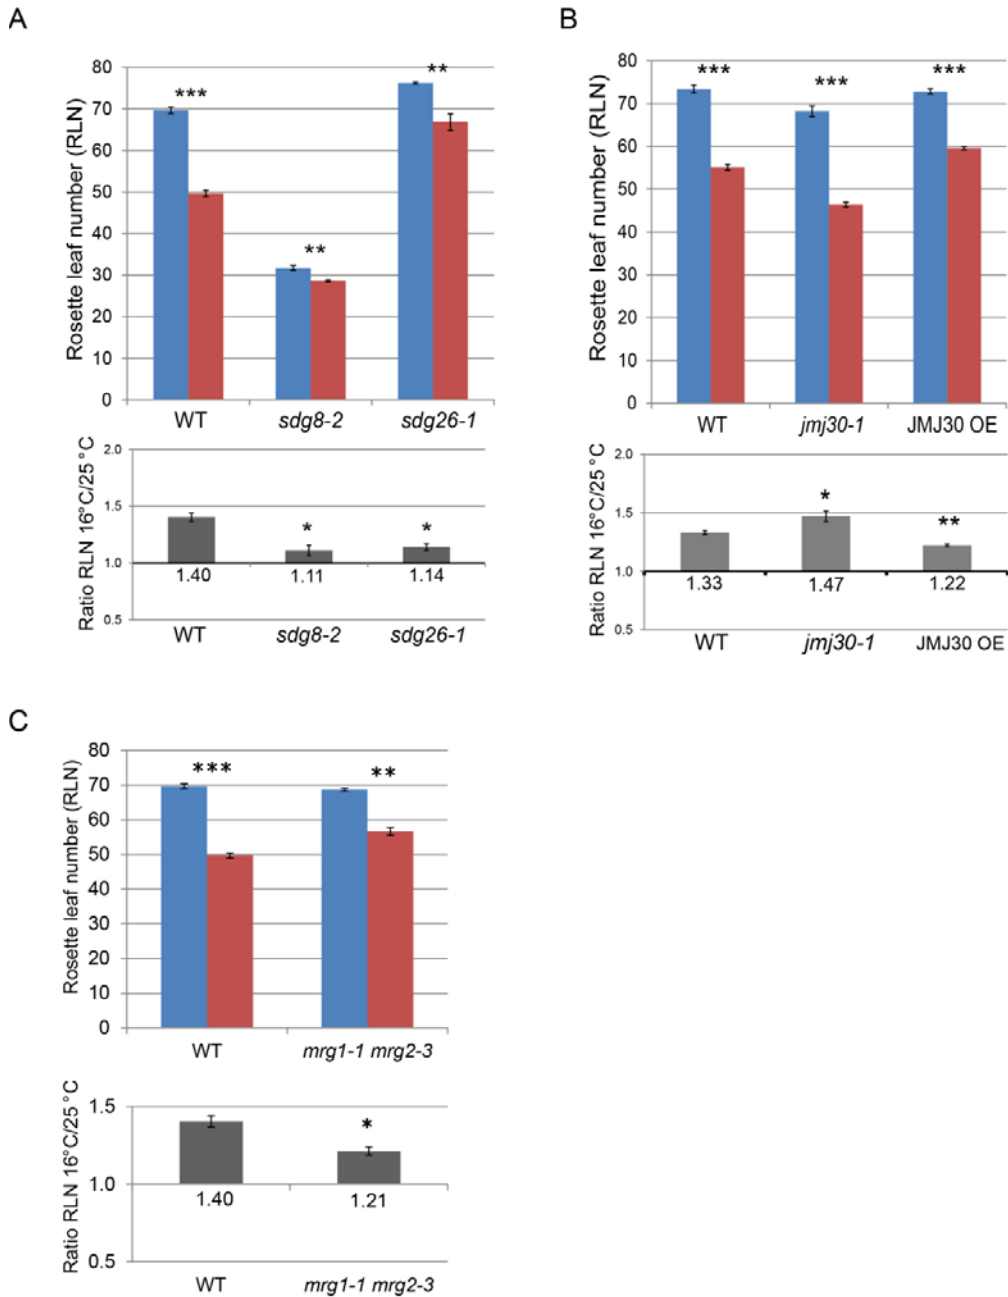 A
Rosette leaf number (RLN)
80
70
60
50
40
30
20
10
0
***
**
**
WT
sdg8-2
sdg26-1
Ratio RLN 16°C/25 °C
2.0
1.5
1.0
0.5
*
*
1.40
1.11
1.14
WT
sdg8-2
sdg26-1
B
Rosette leaf number (RLN)
80
70
60
50
40
30
20
10
0
***
***
***
WT
jmj30-1
JMJ30 OE
Ratio RLN 16°C/25 °C
2.0
1.5
1.0
0.5
*
**
1.33
1.47
1.22
WT
jmj30-1
JMJ30 OE
C
Rosette leaf number (RLN)
80
70
60
50
40
30
20
10
0
***
**
WT
mrg1-1 mrg2-3
Ratio RLN 16°C/25 °C
1.5
1.0
0.5
*
1.40
1.21
WT
mrg1-1 mrg2-3